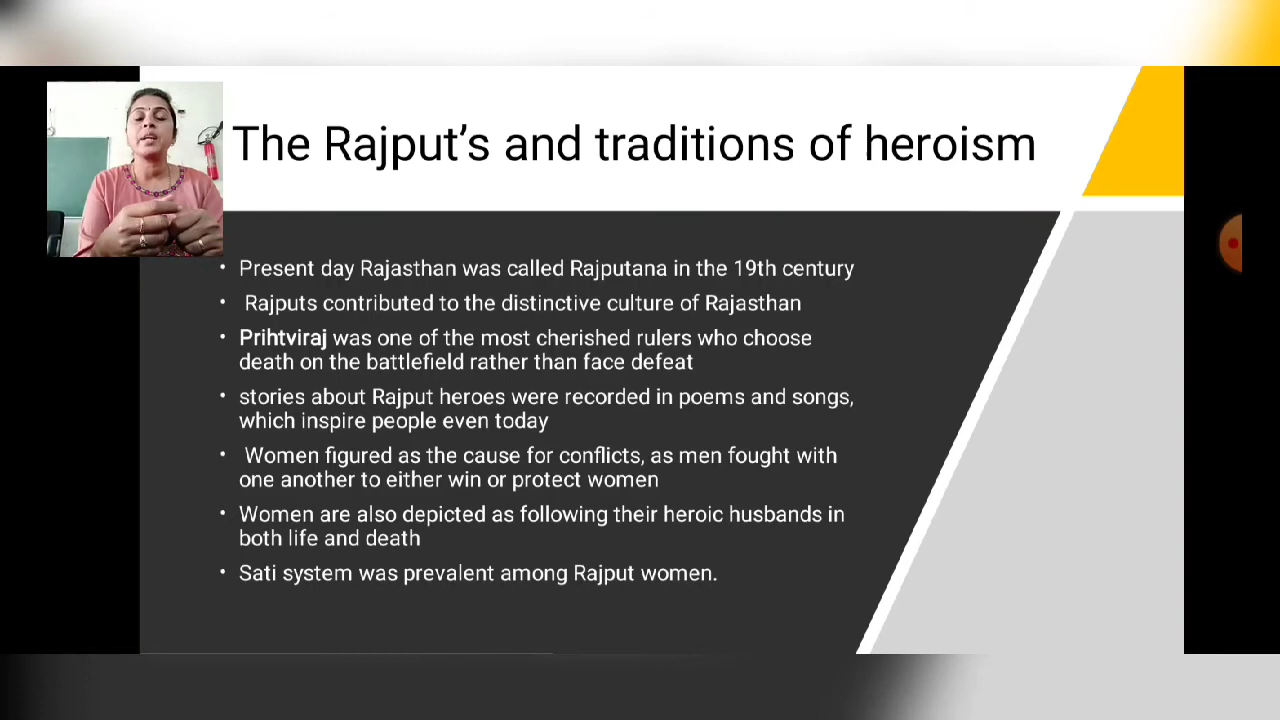 The Rajput's and traditions of heroism
• Present day Rajasthan was called Rajputana in the 19th century
• Rajputs contributed to the distinctive culture of Rajasthan
• Prihtviraj was one of the most cherished rulers who choose
death on the battlefield rather than face defeat
• stories about Rajput heroes were recorded in poems and songs,
which inspire people even today
• Women figured as the cause for conflicts, as men fought with
one another to either win or protect women
• Women are also depicted as following their heroic husbands in
both life and death
• Sati system was prevalent among Rajput women.